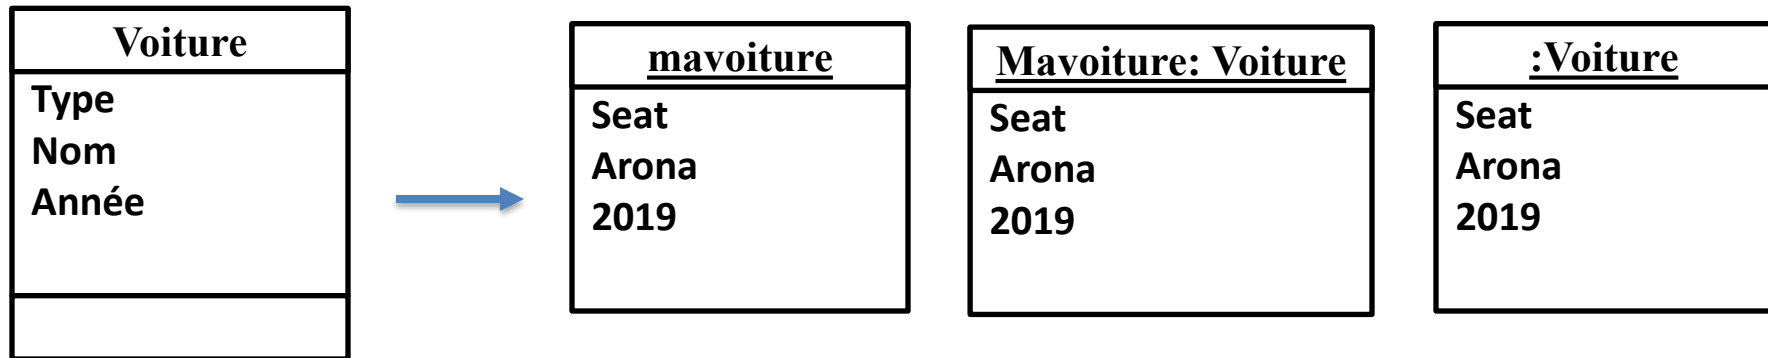 Voiture
Type
Nom
Année
mavoiture
Seat
Arona
2019
Mavoiture: Voiture
Seat
Arona
2019
:Voiture
Seat
Arona
2019